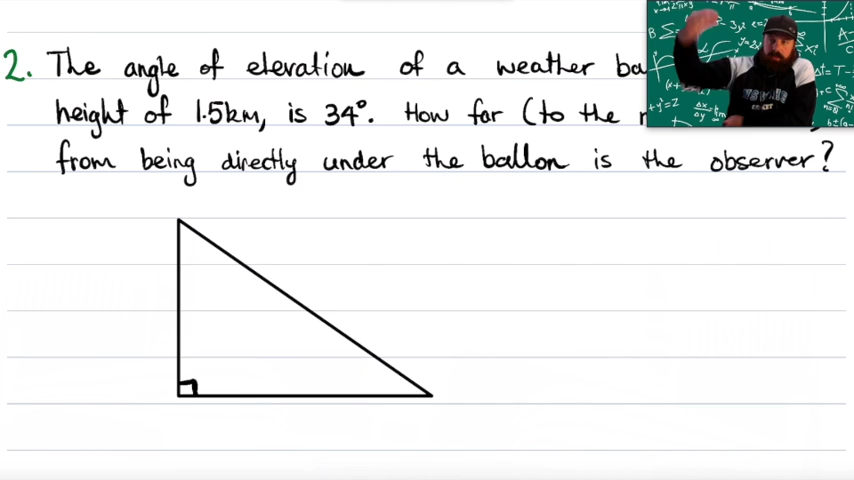 2. The angle of elevation of a weather
height of 1.5km, is 34°. How far (to the
from being directly under the ballon is the observer?